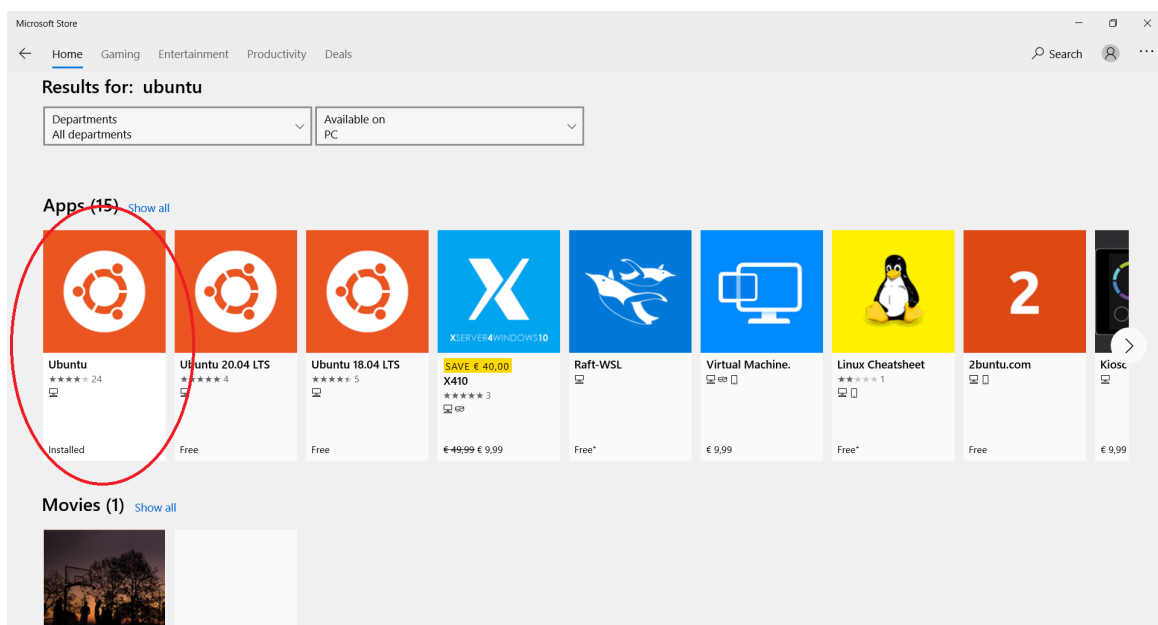 Microsoft Store
Home Gaming Entertainment Productivity Deals Search
Results for: ubuntu
Departments
All departments
Available on
PC
Apps (15) Show all
XSERVER4WINDOWS10
2
Ubuntu
24
Installed
Ubuntu 20.04 LTS
4
Free
Ubuntu 18.04 LTS
5
Free
SAVE € 40,00
X410
3
€ 49,99 € 9,99
Raft-WSL
Free⁺
Virtual Machine.
€ 9,99
Linux Cheatsheet
1
Free⁺
2buntu.com
Free
Kiosc
€ 9,99
Movies (1) Show all